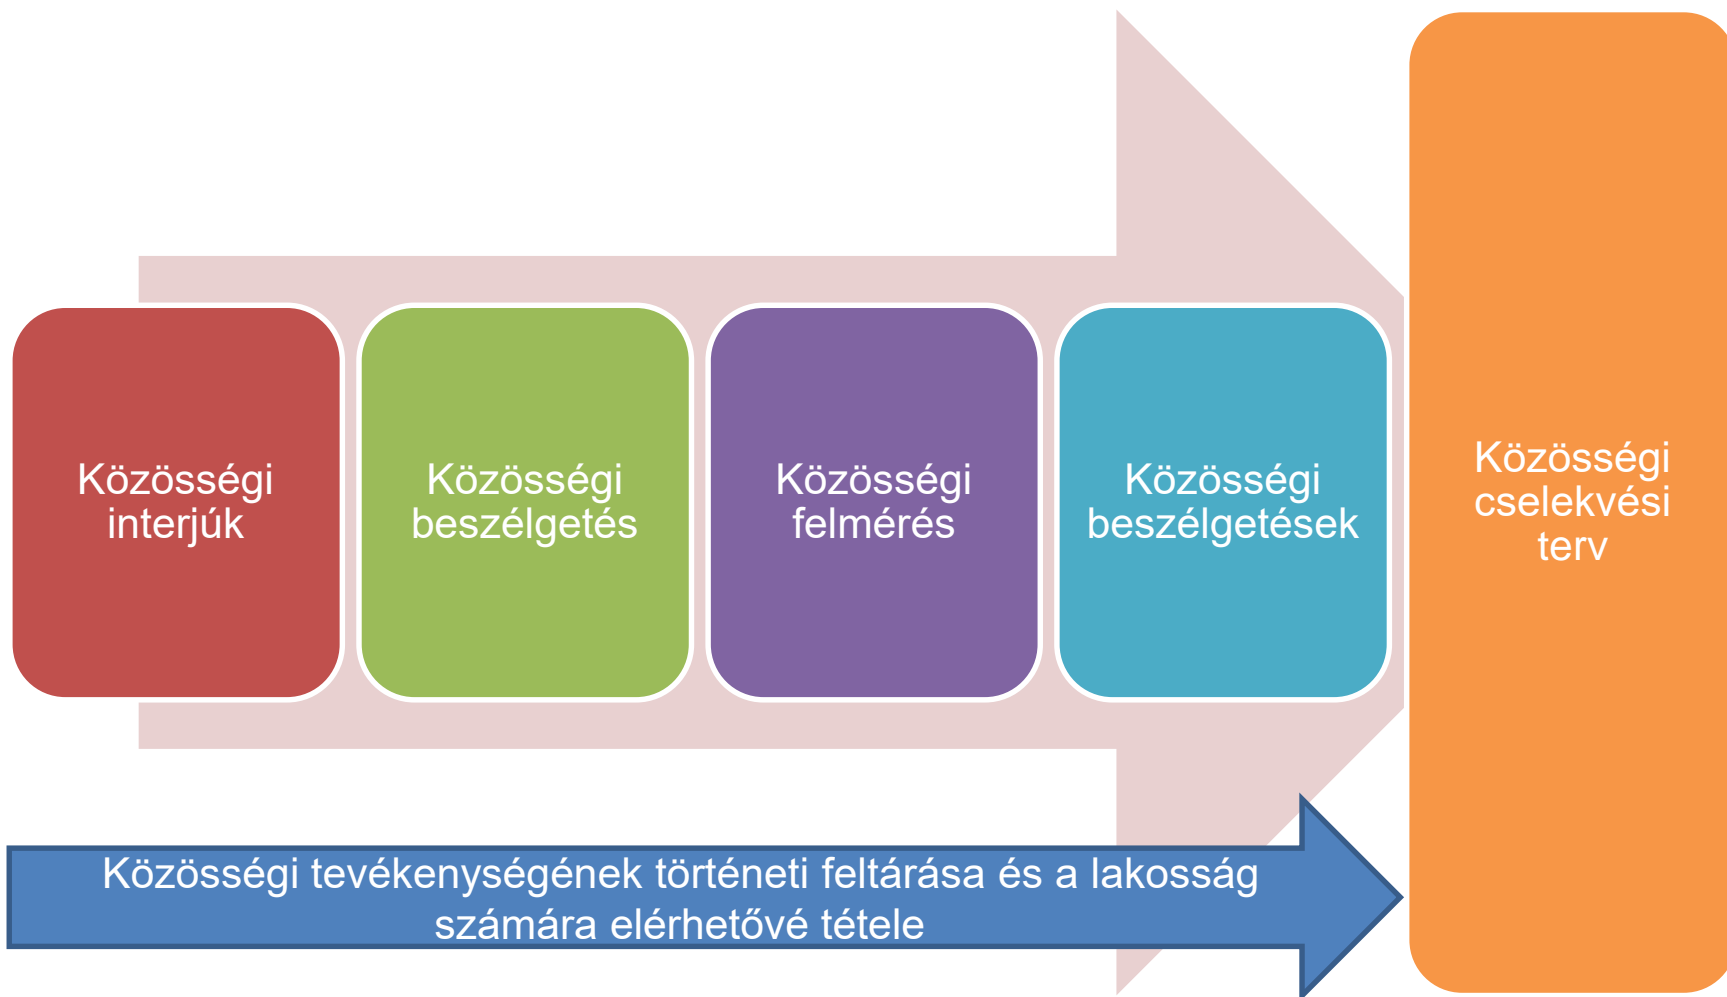 Közösségi
interjúk
Közösségi
beszélgetés
Közösségi
felmérés
Közösségi
beszélgetések
Közösségi
cselekvési
terv
Közösségi tevékenységének történeti feltárása és a lakosság
számára elérhetővé tétele